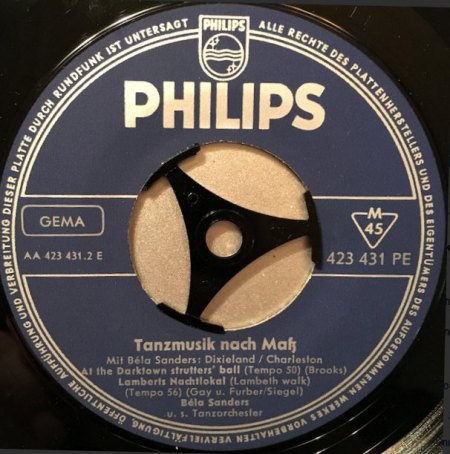 ALLE RECHTE DES PLATTENHERSTELLERS UND DES EIGENTÜMERS DES AUFGENOMMENEN WERKES VORBEHALTEN VERVIELFÄLTIGUNG ÖFFENTLICHE AUFFÜHRUNG UND VERBREITUNG DIESER PLATTE DURCH RUNDFUNK IST UNTERSAGT
PHILIPS
PHILIPS
GEMA
M
45
AA 423 431.2 E
423 431 PE
Tanzmusik nach Maß
Mit Béla Sanders: Dixieland / Charleston
At the Darktown strutters' ball (Tempo 50) (Brooks)
Lamberts Nachtlokal (Lambeth walk)
(Tempo 56) (Gay u. Furber/Siegel)
Béla Sanders
u. s. Tanzorchester